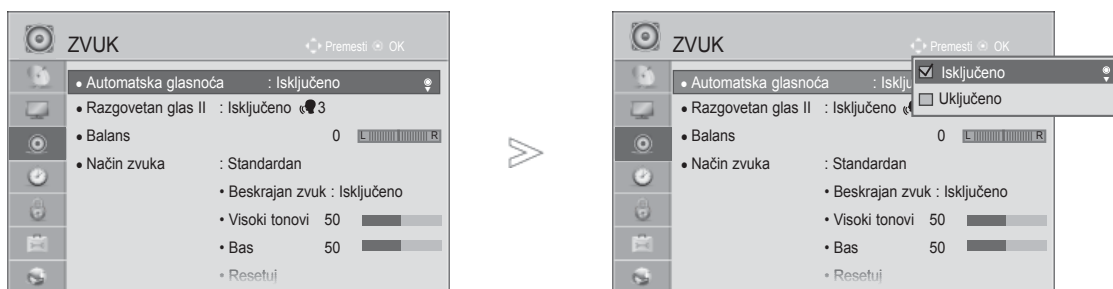 ZVUK
Premesti OK
• Automatska glasnoća : Isključeno
• Razgovetan glas II : Isključeno 3
• Balans 0 L R
• Način zvuka : Standardan
• Beskrajan zvuk : Isključeno
• Visoki tonovi 50
• Bas 50
• Resetuj
ZVUK
Premesti OK
• Automatska glasnoća : Isklj
Isključeno
Uključeno
• Razgovetan glas II : Isključeno
• Balans 0 L R
• Način zvuka : Standardan
• Beskrajan zvuk : Isključeno
• Visoki tonovi 50
• Bas 50
• Resetuj